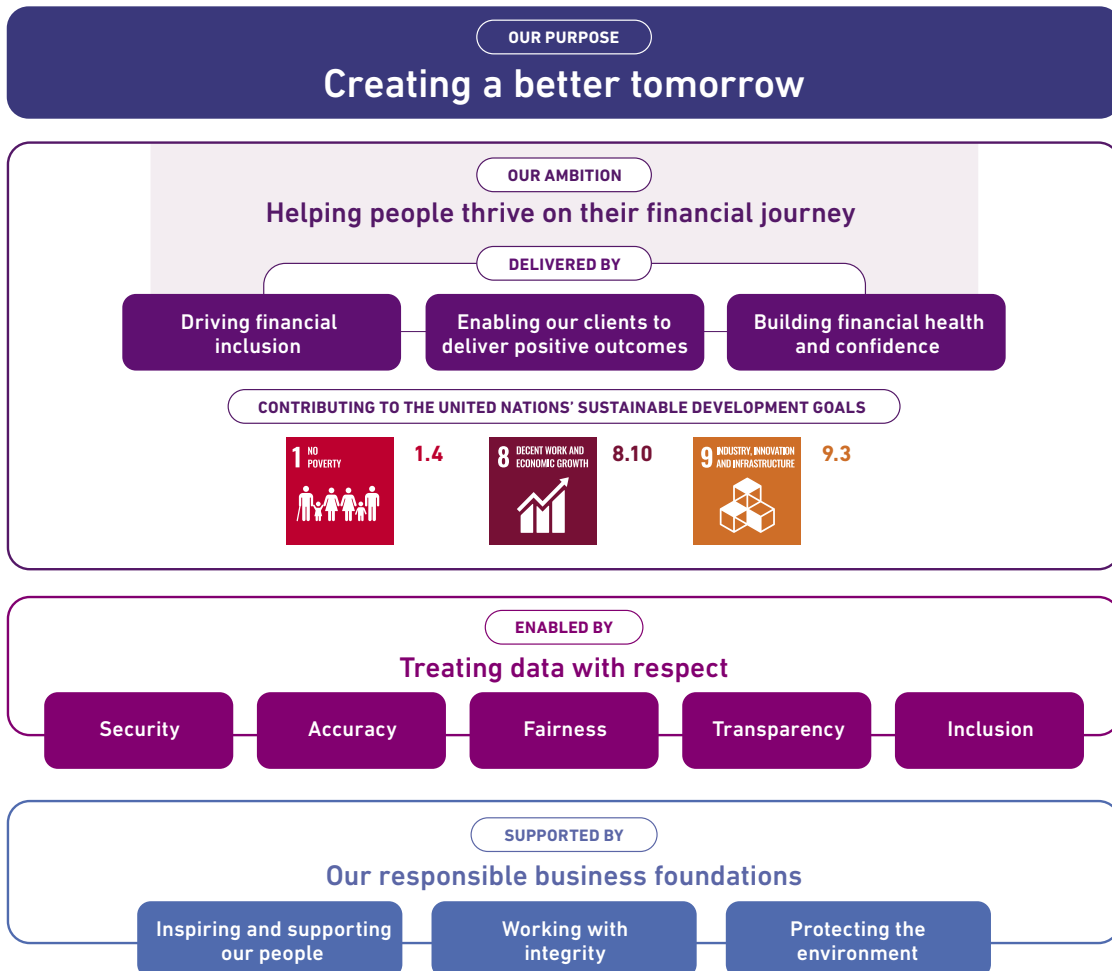 OUR PURPOSE
Creating a better tomorrow
OUR AMBITION
Helping people thrive on their financial journey
DELIVERED BY
Driving financial
inclusion
Enabling our clients to
deliver positive outcomes
Building financial health
and confidence
CONTRIBUTING TO THE UNITED NATIONS' SUSTAINABLE DEVELOPMENT GOALS
1 NO
POVERTY
1.4
8 DECENT WORK AND
ECONOMIC GROWTH
8.10
9 INDUSTRY, INNOVATION
AND INFRASTRUCTURE
9.3
ENABLED BY
Treating data with respect
Security
Accuracy
Fairness
Transparency
Inclusion
SUPPORTED BY
Our responsible business foundations
Inspiring and supporting
our people
Working with
integrity
Protecting the
environment